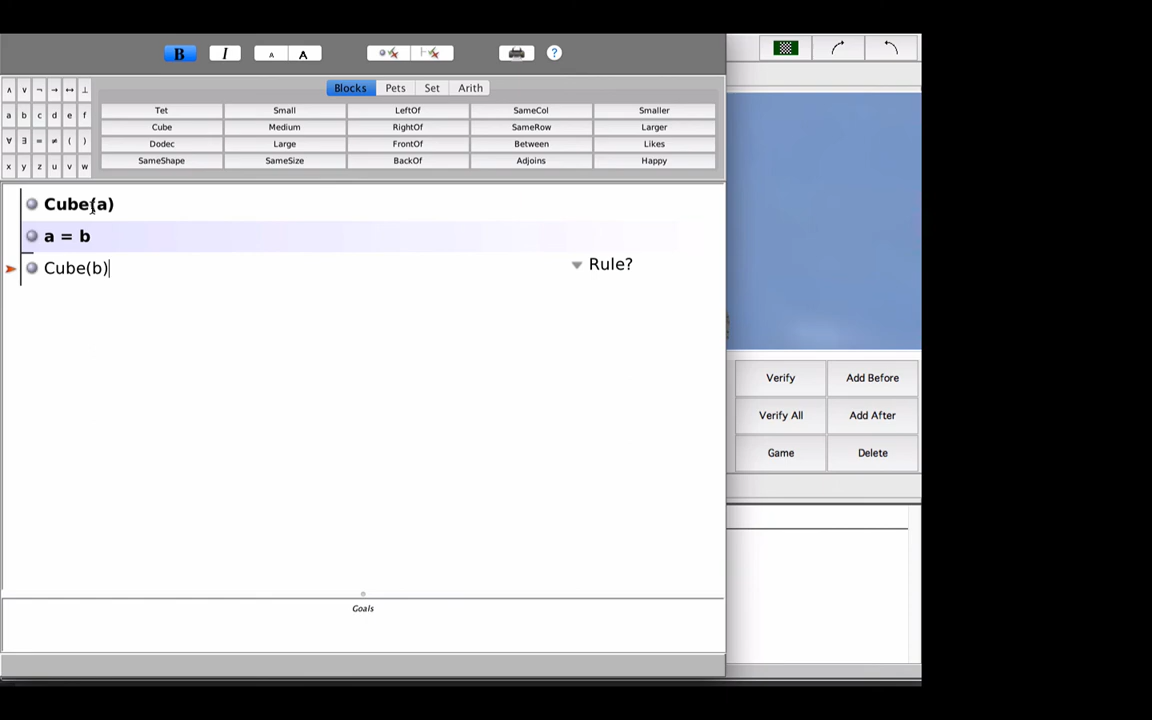 B I A A ?
∧ ∨ ¬ → ↔ ⊥
a b c d e f
∀ ∃ = ≠ ( )
x y z u v w
Blocks Pets Set Arith
Tet Small LeftOf SameCol Smaller
Cube Medium RightOf SameRow Larger
Dodec Large FrontOf Between Likes
SameShape SameSize BackOf Adjoins Happy
Cube(a)
a = b
Cube(b) Rule?
Verify Add Before
Verify All Add After
Game Delete
Goals